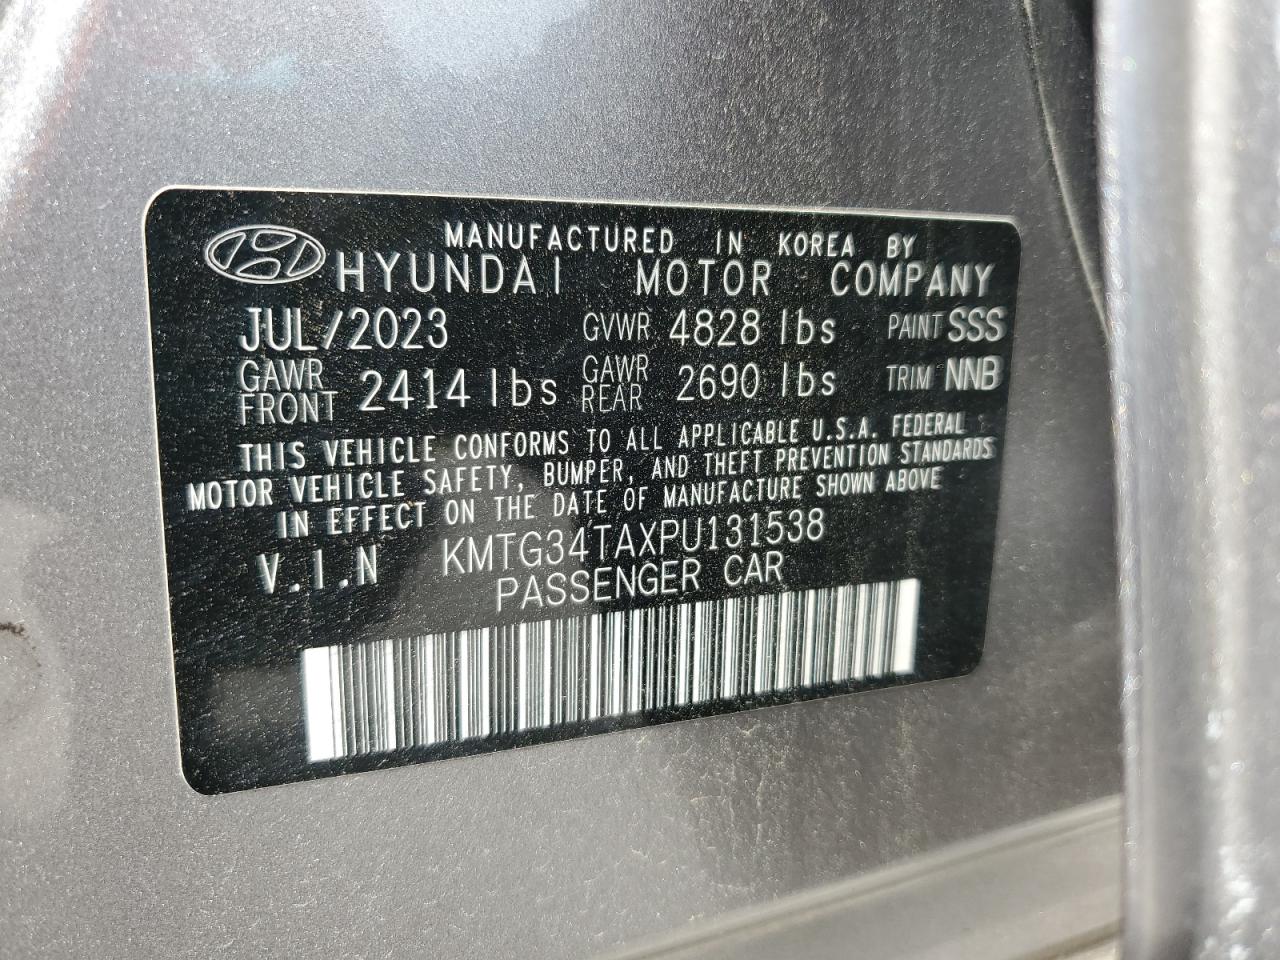 MANUFACTURED IN KOREA BY
HYUNDAI MOTOR COMPANY
JUL/2023 GVWR 4828 lbs PAINT SSS
GAWR FRONT 2414 lbs GAWR REAR 2690 lbs TRIM NNB
THIS VEHICLE CONFORMS TO ALL APPLICABLE U.S.A. FEDERAL
MOTOR VEHICLE SAFETY, BUMPER, AND THEFT PREVENTION STANDARDS
IN EFFECT ON THE DATE OF MANUFACTURE SHOWN ABOVE
V.I.N KMTG34TAXPU131538
PASSENGER CAR